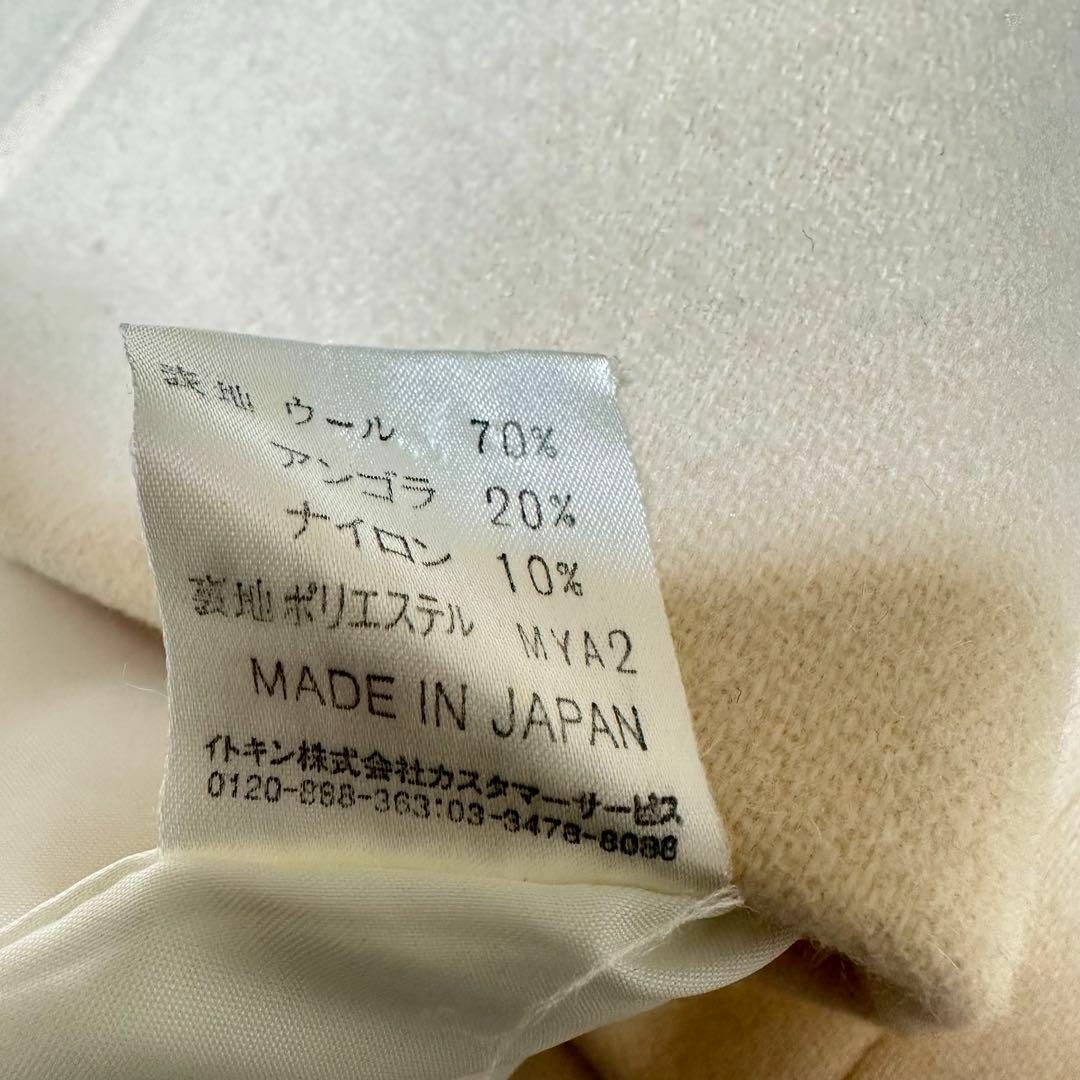 表地 ウール 70%
アンゴラ 20%
ナイロン 10%
裏地 ポリエステル MYA2
MADE IN JAPAN
イトキン株式会社カスタマーサービス
0120-888-363:03-3478-8086